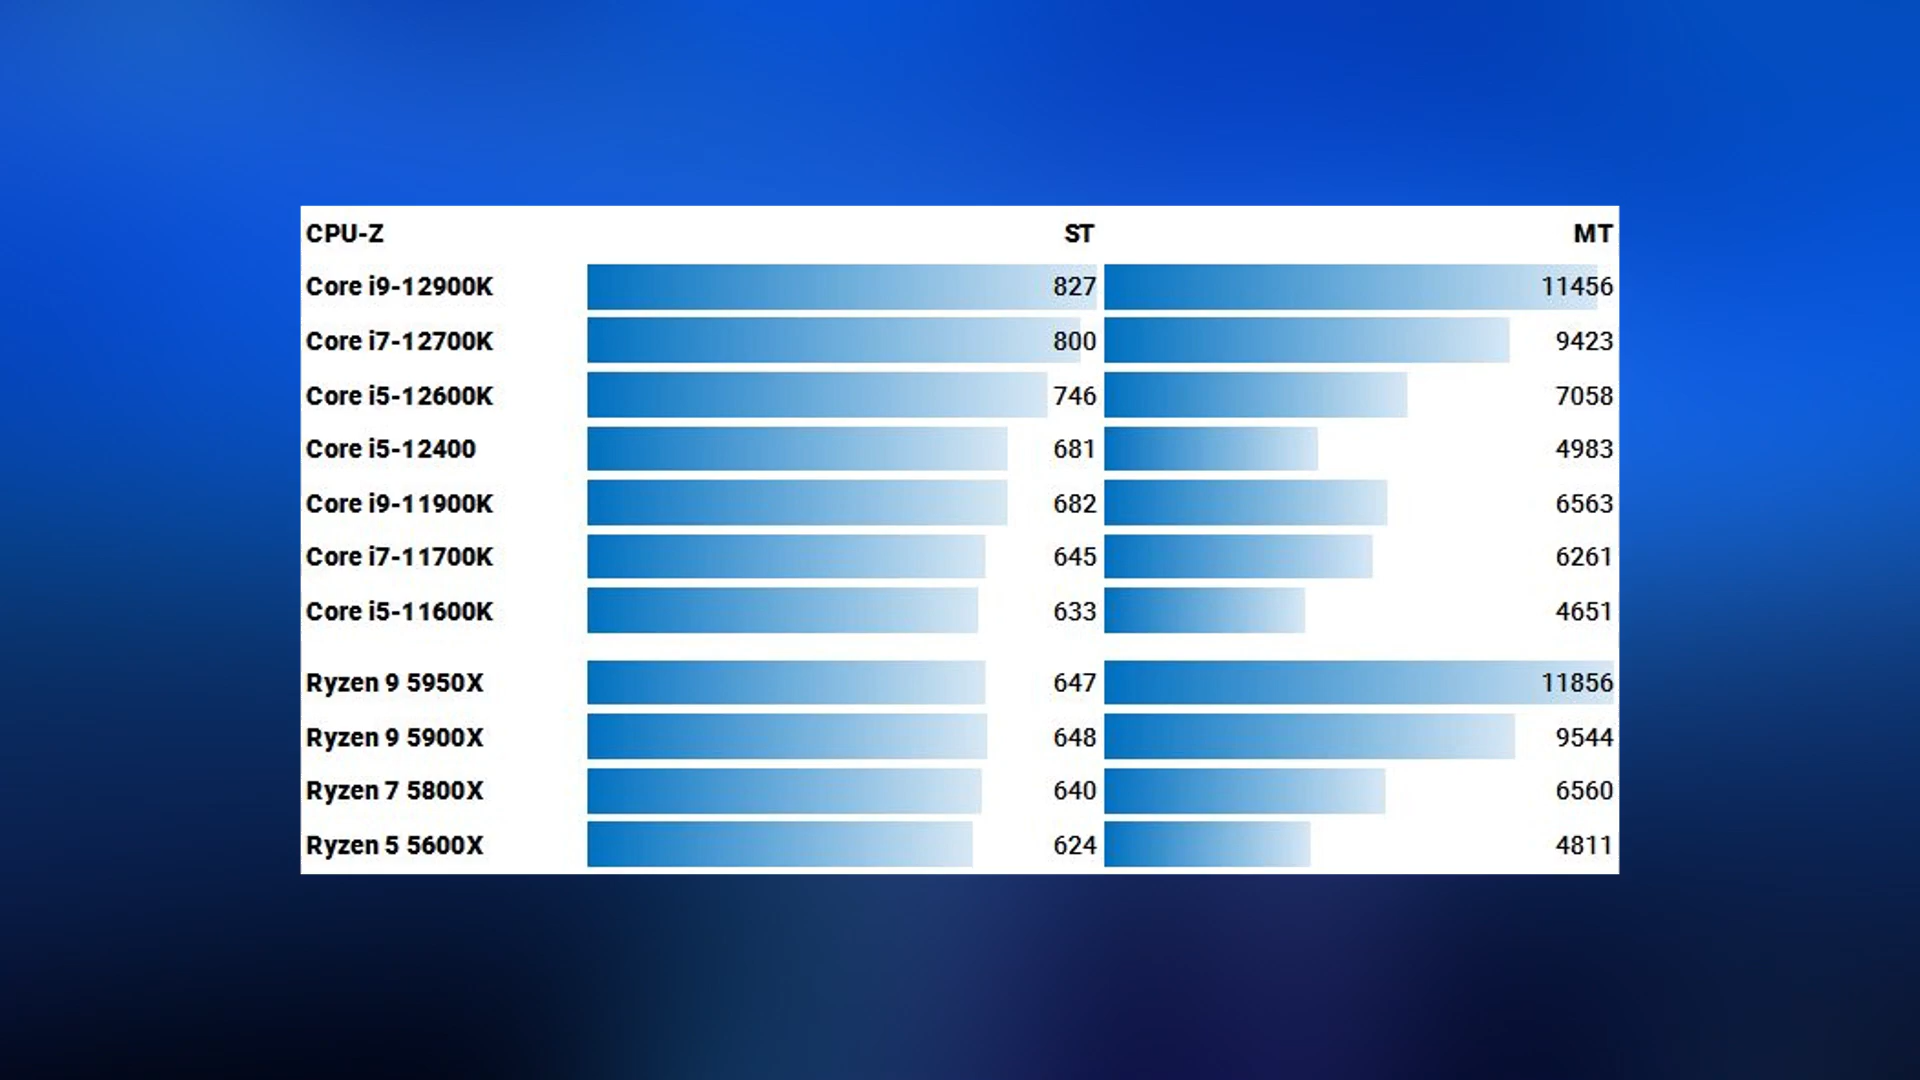 CPU-Z ST MT
Core i9-12900K 827 11456
Core i7-12700K 800 9423
Core i5-12600K 746 7058
Core i5-12400 681 4983
Core i9-11900K 682 6563
Core i7-11700K 645 6261
Core i5-11600K 633 4651
Ryzen 9 5950X 647 11856
Ryzen 9 5900X 648 9544
Ryzen 7 5800X 640 6560
Ryzen 5 5600X 624 4811